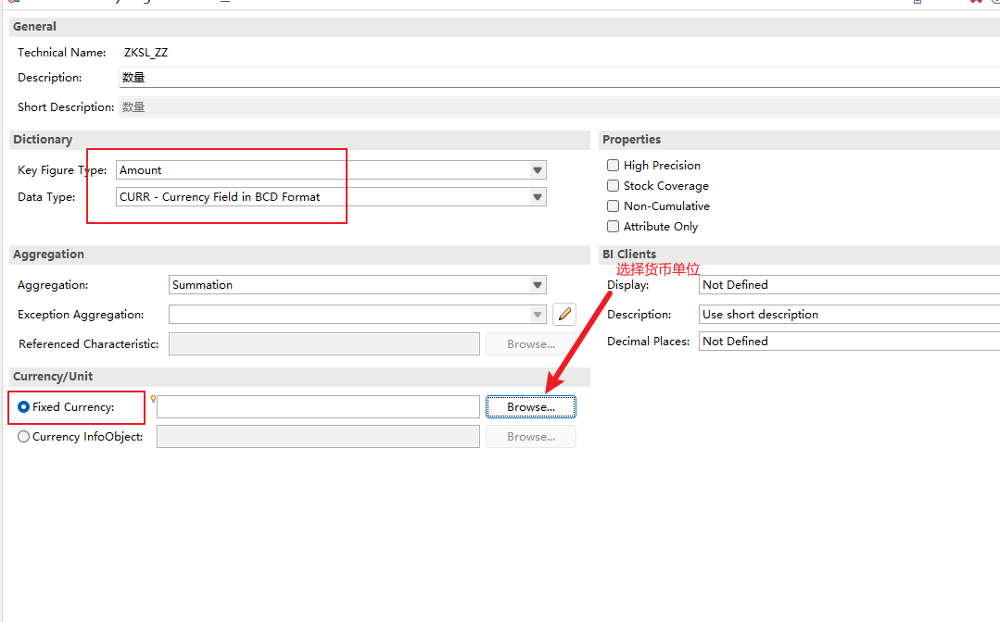 General
Technical Name: ZKSL_ZZ
Description: 数量
Short Description: 数量
Dictionary
Key Figure Type: Amount
Data Type: CURR - Currency Field in BCD Format
Properties
High Precision
Stock Coverage
Non-Cumulative
Attribute Only
Aggregation
Aggregation: Summation
Exception Aggregation:
Referenced Characteristic: Browse...
BI Clients
选择货币单位
Display: Not Defined
Description: Use short description
Decimal Places: Not Defined
Currency/Unit
Fixed Currency: Browse...
Currency InfoObject: Browse...